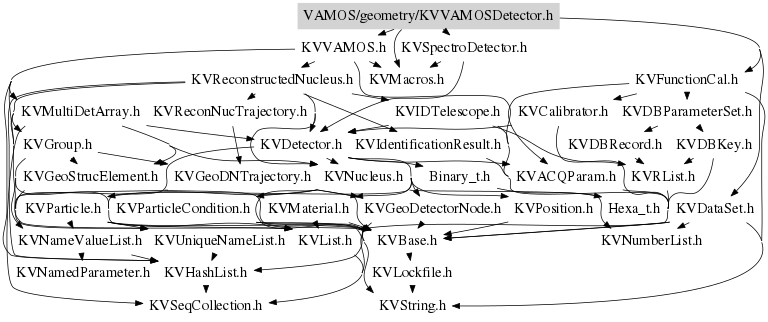 VAMOS/geometry/KVVAMOSDetector.h
KVVAMOS.h KVSpectroDetector.h
KVReconstructedNucleus.h KVMacros.h KVFunctionCal.h
KVMultiDetArray.h KVReconNucTrajectory.h KVIDTelescope.h KVCalibrator.h KVDBParameterSet.h
KVGroup.h KVDetector.h KVIdentificationResult.h KVDBRecord.h KVDBKey.h
KVGeoStrucElement.h KVGeoDNTrajectory.h KVNucleus.h Binary_t.h KVACQParam.h KVRList.h
KVParticle.h KVParticleCondition.h KVMaterial.h KVGeoDetectorNode.h KVPosition.h Hexa_t.h KVDataSet.h
KVNameValueList.h KVUniqueNameList.h KVList.h KVBase.h KVNumberList.h
KVNamedParameter.h KVHashList.h KVLockfile.h
KVSeqCollection.h KVString.h